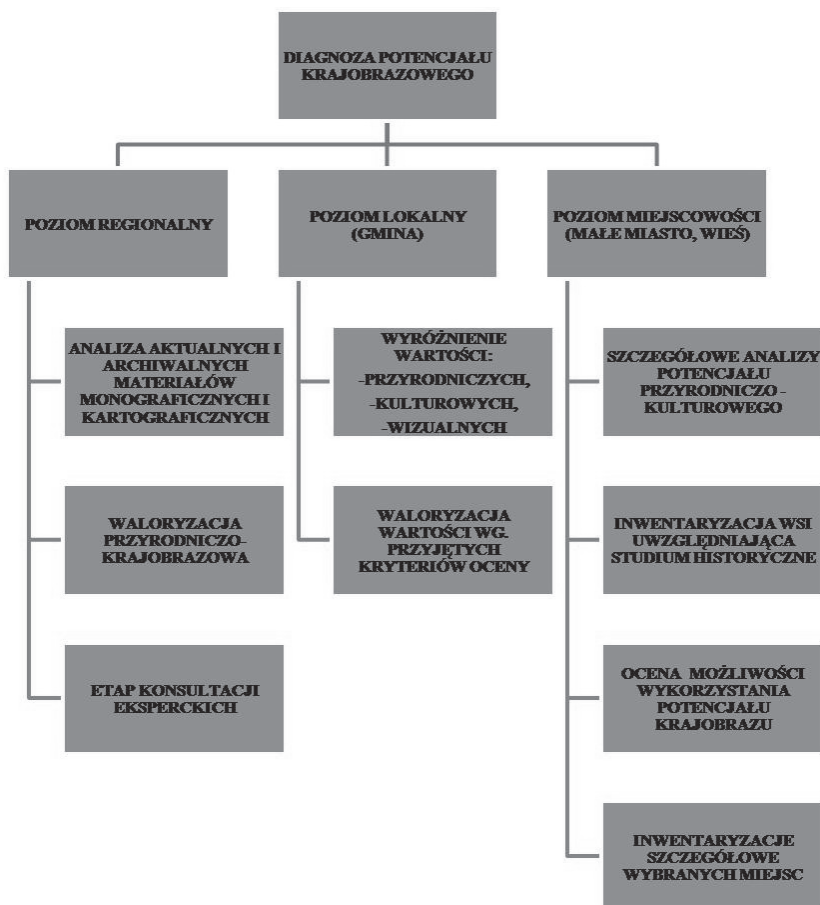 DIAGNOZA POTENCJAŁU
KRAJOBRAZOWEGO
POZIOM REGIONALNY
POZIOM LOKALNY
(GMINA)
POZIOM MIEJSCOWOŚCI
(MAŁE MIASTO, WIEŚ)
ANALIZA AKTUALNYCH I
ARCHIWALNYCH
MATERIAŁÓW
MONOGRAFICZNYCH I
KARTOGRAFICZNYCH
WALORYZACJA
PRZYRODNICZO-
KRAJOBRAZOWA
ETAP KONSULTACJI
EKSPERCKICH
WYRÓŻNIENIE
WARTOŚCI:
-PRZYRODNICZYCH,
-KULTUROWYCH,
-WIZUALNYCH
WALORYZACJA
WARTOŚCI WG.
PRZYJĘTYCH
KRYTERIÓW OCENY
SZCZEGÓŁOWE ANALIZY
POTENCJAŁU
PRZYRODNICZO -
KULTUROWEGO
INWENTARYZACJA WSI
UWZGLĘDNIAJĄCA
STUDIUM HISTORYCZNE
OCENA MOŻLIWOŚCI
WYKORZYSTANIA
POTENCJAŁU
KRAJOBRAZU
INWENTARYZACJE
SZCZEGÓŁOWE
WYBRANYCH MIEJSC